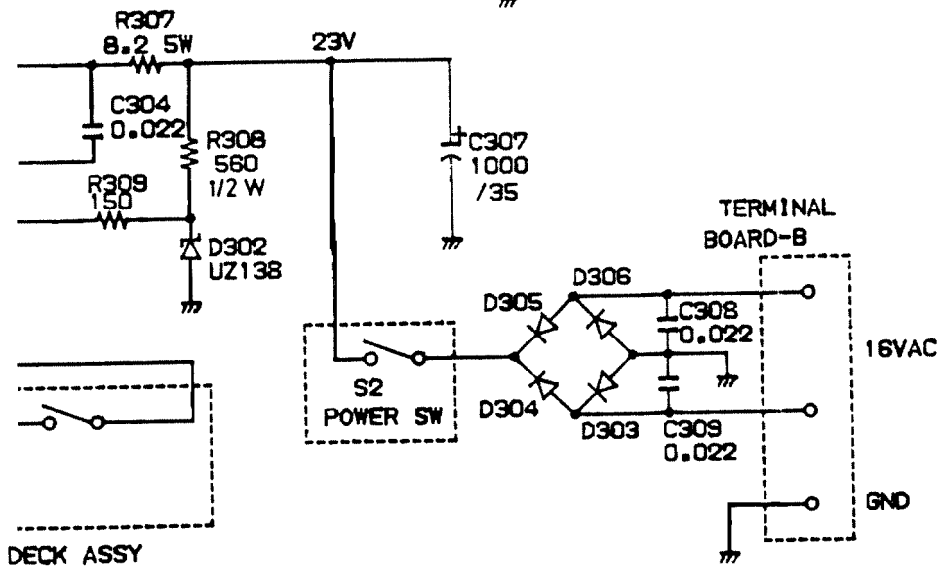 R307
8.2 5W
23V
C304
0.022
R308
560
1/2 W
C307
1000
/35
R309
150
D302
UZ138
TERMINAL
BOARD-B
D306
D305
C308
0.022
16VAC
S2
POWER SW
D304
D303
C309
0.022
GND
DECK ASSY